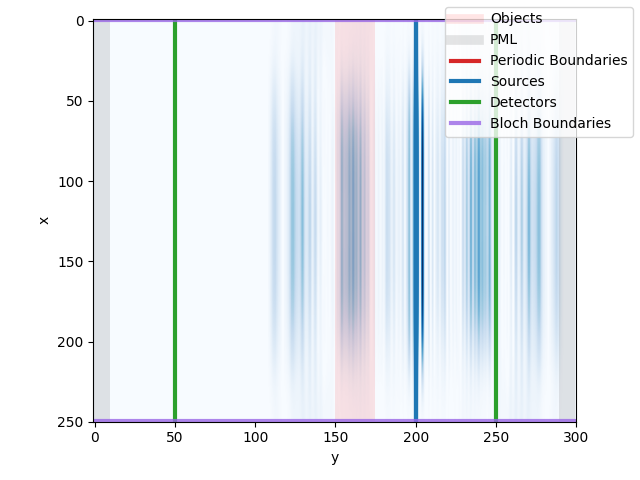 Objects
PML
Periodic Boundaries
Sources
Detectors
Bloch Boundaries
0
50
100
150
200
250
x
0
50
100
150
200
250
300
y